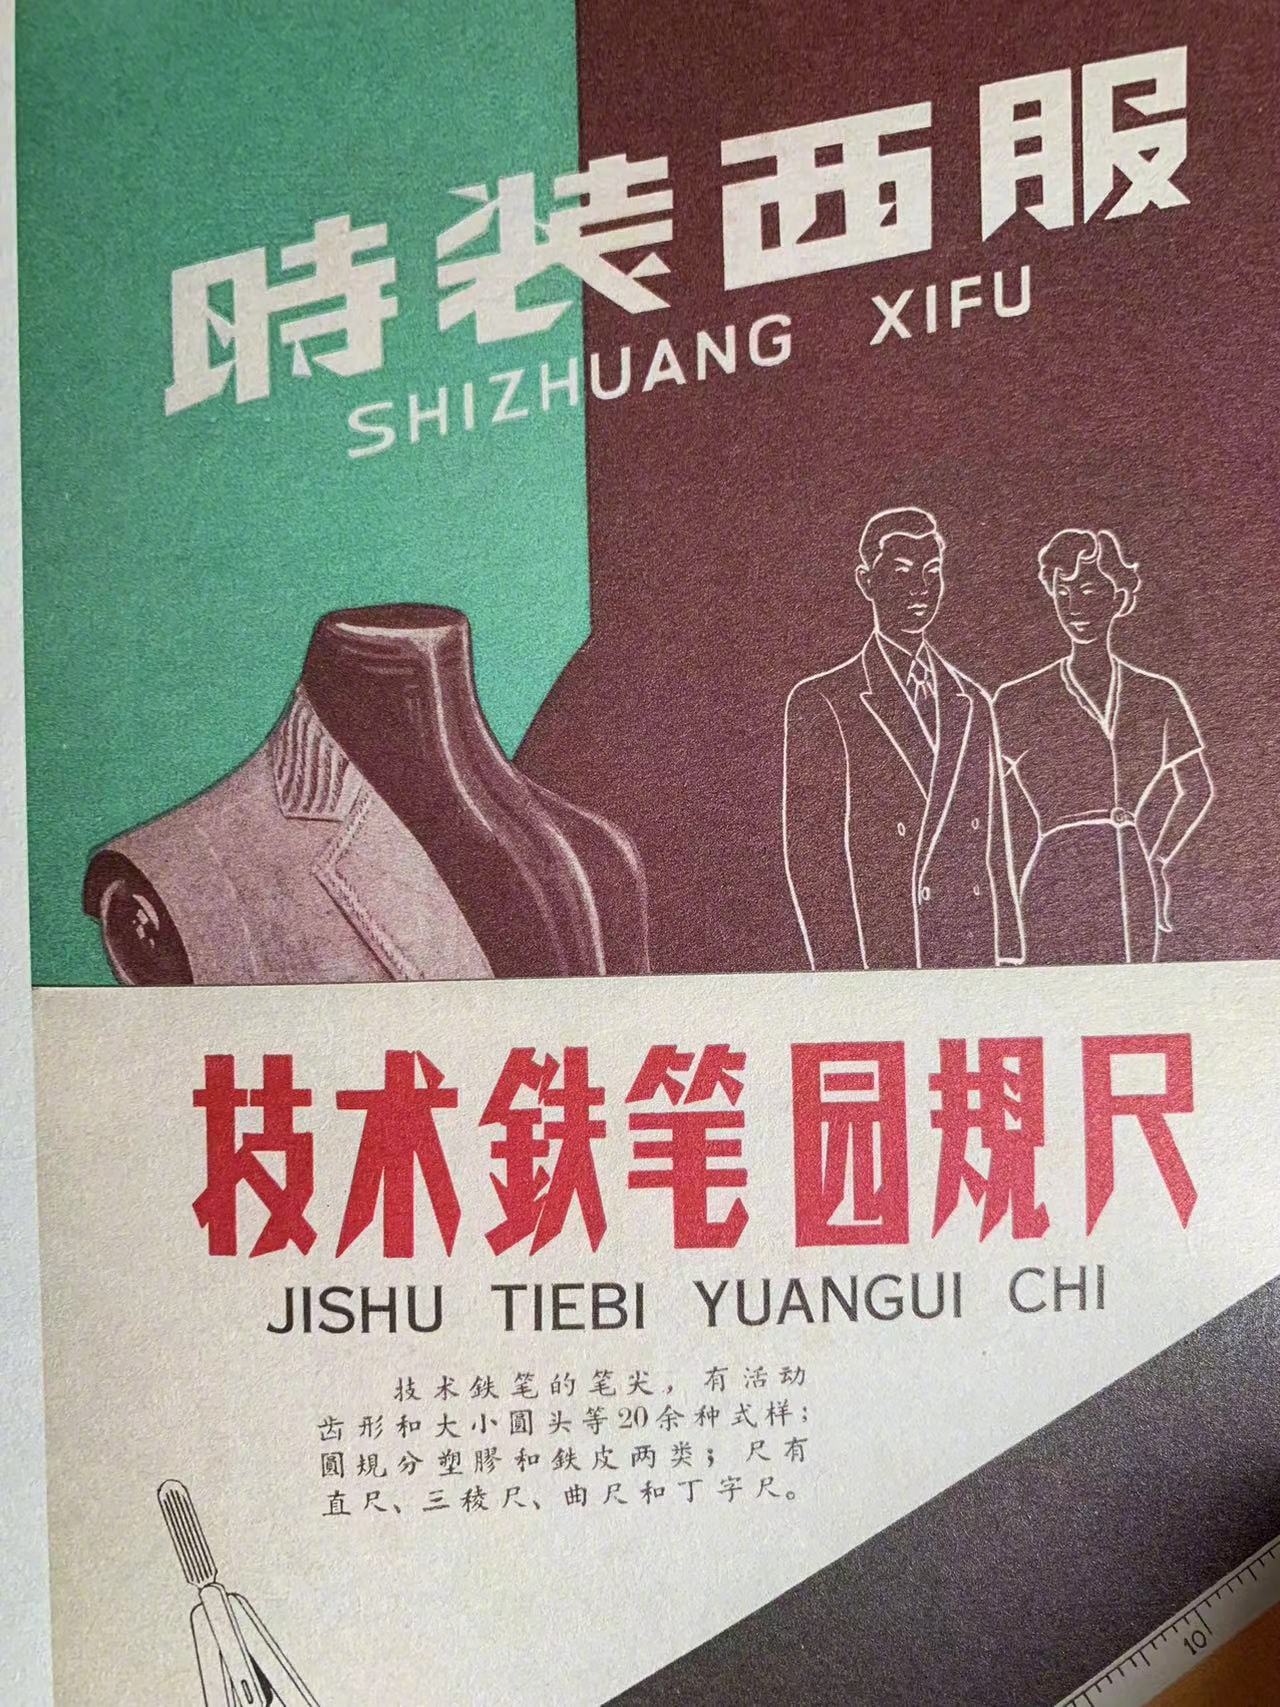 時装西服
SHIZHUANG XIFU
技术鉄笔圆規尺
JISHU TIEBI YUANGUI CHI
技术鉄笔的笔尖，有活动
齿形和大小圓头等20余种式样；
圓規分塑膠和鉄皮两类；尺有
直尺、三稜尺、曲尺和丁字尺。
10